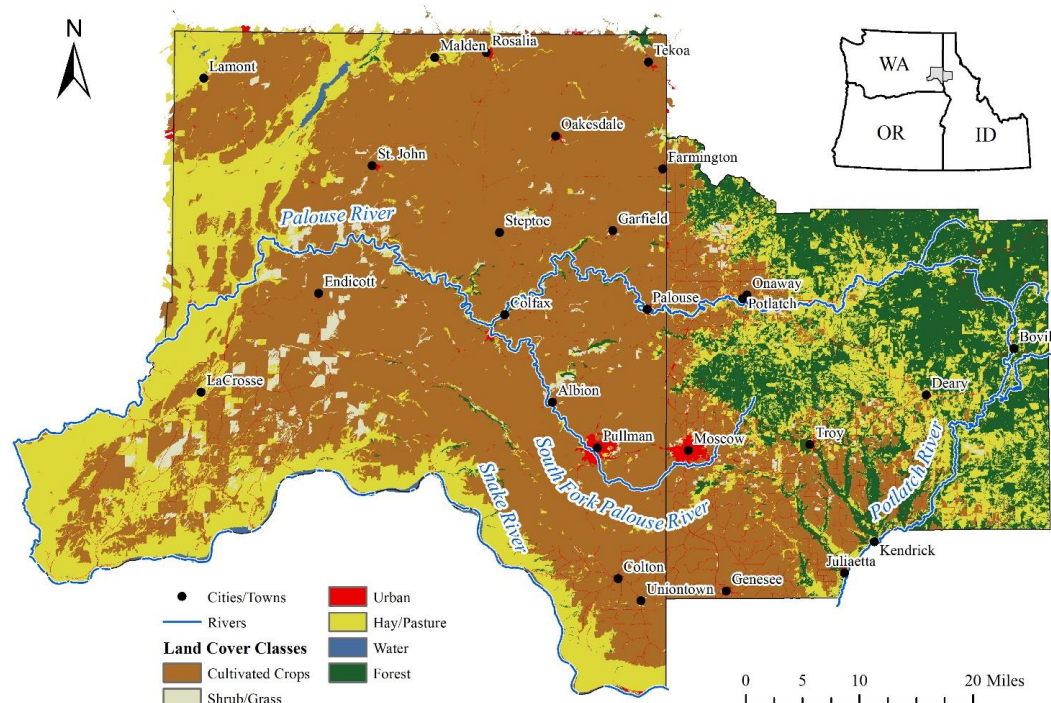 N
Lamont
Malden
Rosalia
Tekoa
WA
OR
ID
Oakesdale
St. John
Farmington
Palouse River
Steptoe
Garfield
Endicott
Colfax
Palouse
Onaway
Potlatch
Bovil
LaCrosse
Albion
Deary
Pullman
Moscow
Troy
Snake River
South Fork Palouse River
Potlatch River
Kendrick
Juliaetta
Colton
Uniontown
Genesee
Cities/Towns
Rivers
Land Cover Classes
Cultivated Crops
Shrub/Grass
Urban
Hay/Pasture
Water
Forest
0 5 10 20 Miles